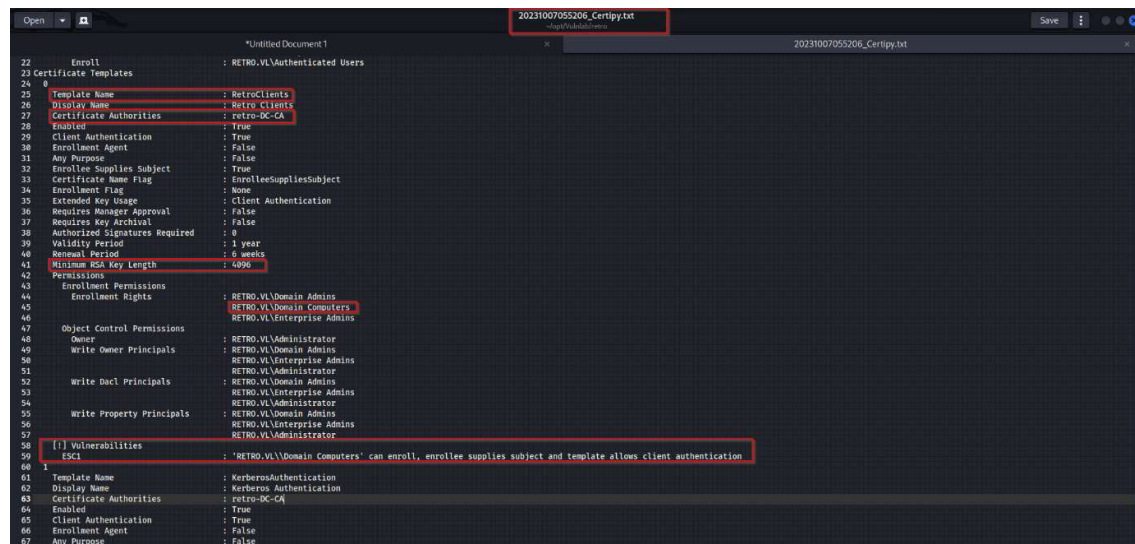 Open
20231007055206_Certipy.txt
~/opt/Vulnlab/retro
Save
*Untitled Document 1
20231007055206_Certipy.txt
22 Enroll : RETRO.VL\Authenticated Users
23 Certificate Templates
24 0
25 Template Name : RetroClients
26 Display Name : Retro Clients
27 Certificate Authorities : retro-DC-CA
28 Enabled : True
29 Client Authentication : True
30 Enrollment Agent : False
31 Any Purpose : False
32 Enrollee Supplies Subject : True
33 Certificate Name Flag : EnrolleeSuppliesSubject
34 Enrollment Flag : None
35 Extended Key Usage : Client Authentication
36 Requires Manager Approval : False
37 Requires Key Archival : False
38 Authorized Signatures Required : 0
39 Validity Period : 1 year
40 Renewal Period : 6 weeks
41 Minimum RSA Key Length : 4096
42 Permissions
43 Enrollment Permissions
44 Enrollment Rights : RETRO.VL\Domain Admins
45 RETRO.VL\Domain Computers
46 RETRO.VL\Enterprise Admins
47 Object Control Permissions
48 Owner : RETRO.VL\Administrator
49 Write Owner Principals : RETRO.VL\Domain Admins
50 RETRO.VL\Enterprise Admins
51 RETRO.VL\Administrator
52 Write Dacl Principals : RETRO.VL\Domain Admins
53 RETRO.VL\Enterprise Admins
54 RETRO.VL\Administrator
55 Write Property Principals : RETRO.VL\Domain Admins
56 RETRO.VL\Enterprise Admins
57 RETRO.VL\Administrator
58 [!] Vulnerabilities
59 ESC1 : 'RETRO.VL\\Domain Computers' can enroll, enrollee supplies subject and template allows client authentication
60 1
61 Template Name : KerberosAuthentication
62 Display Name : Kerberos Authentication
63 Certificate Authorities : retro-DC-CA
64 Enabled : True
65 Client Authentication : True
66 Enrollment Agent : False
67 Any Purpose : False